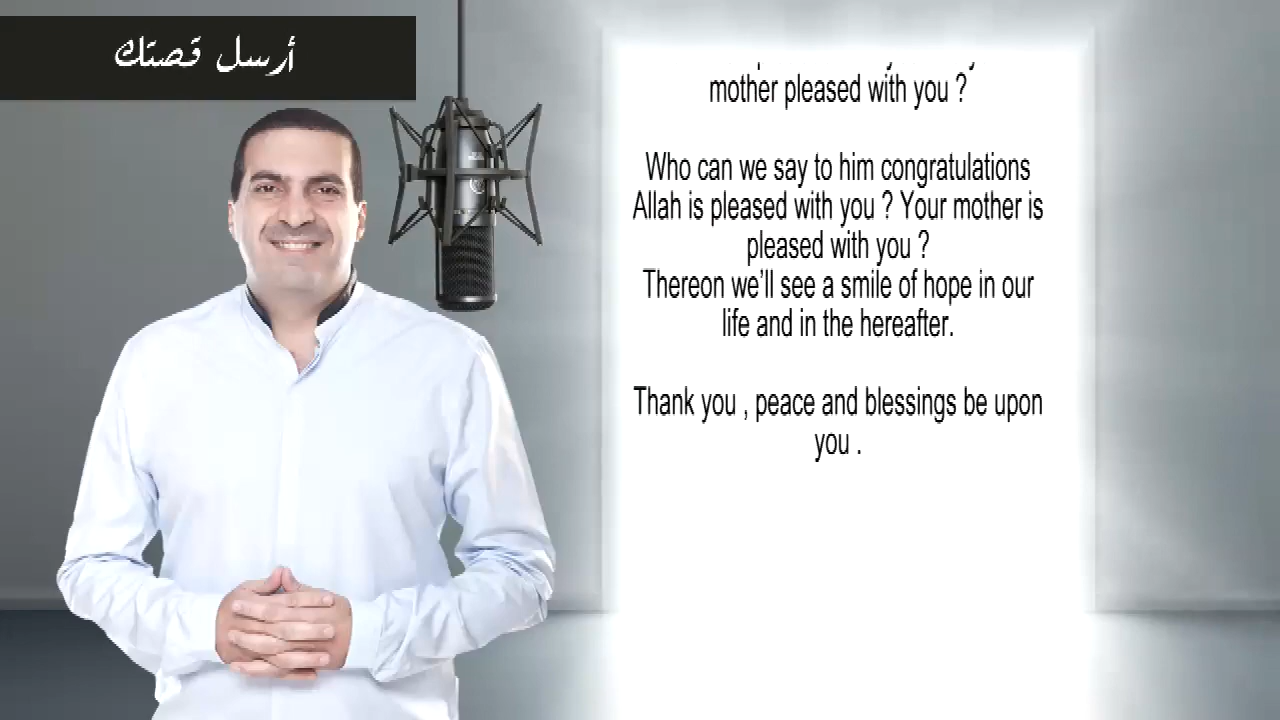 أرسل قصتك
mother pleased with you ?
Who can we say to him congratulations
Allah is pleased with you ? Your mother is
pleased with you ?
Thereon we'll see a smile of hope in our
life and in the hereafter.
Thank you , peace and blessings be upon
you .